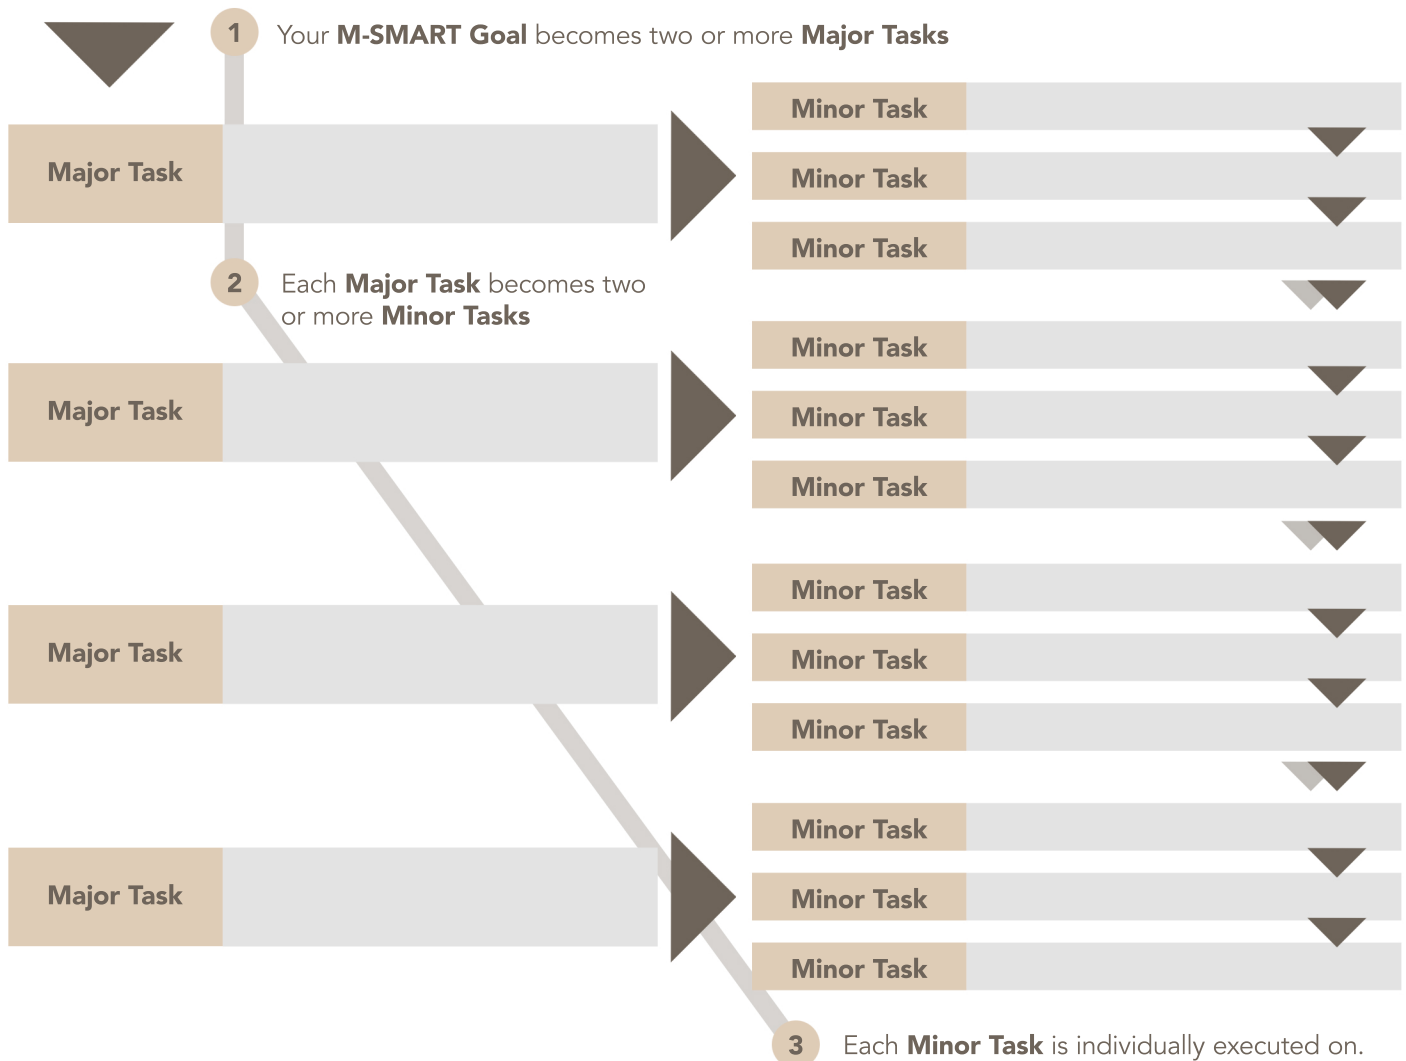 1 Your M-SMART Goal becomes two or more Major Tasks
Major Task
Minor Task
Minor Task
Minor Task
2 Each Major Task becomes two
or more Minor Tasks
Major Task
Minor Task
Minor Task
Minor Task
Major Task
Minor Task
Minor Task
Minor Task
Major Task
Minor Task
Minor Task
Minor Task
3 Each Minor Task is individually executed on.